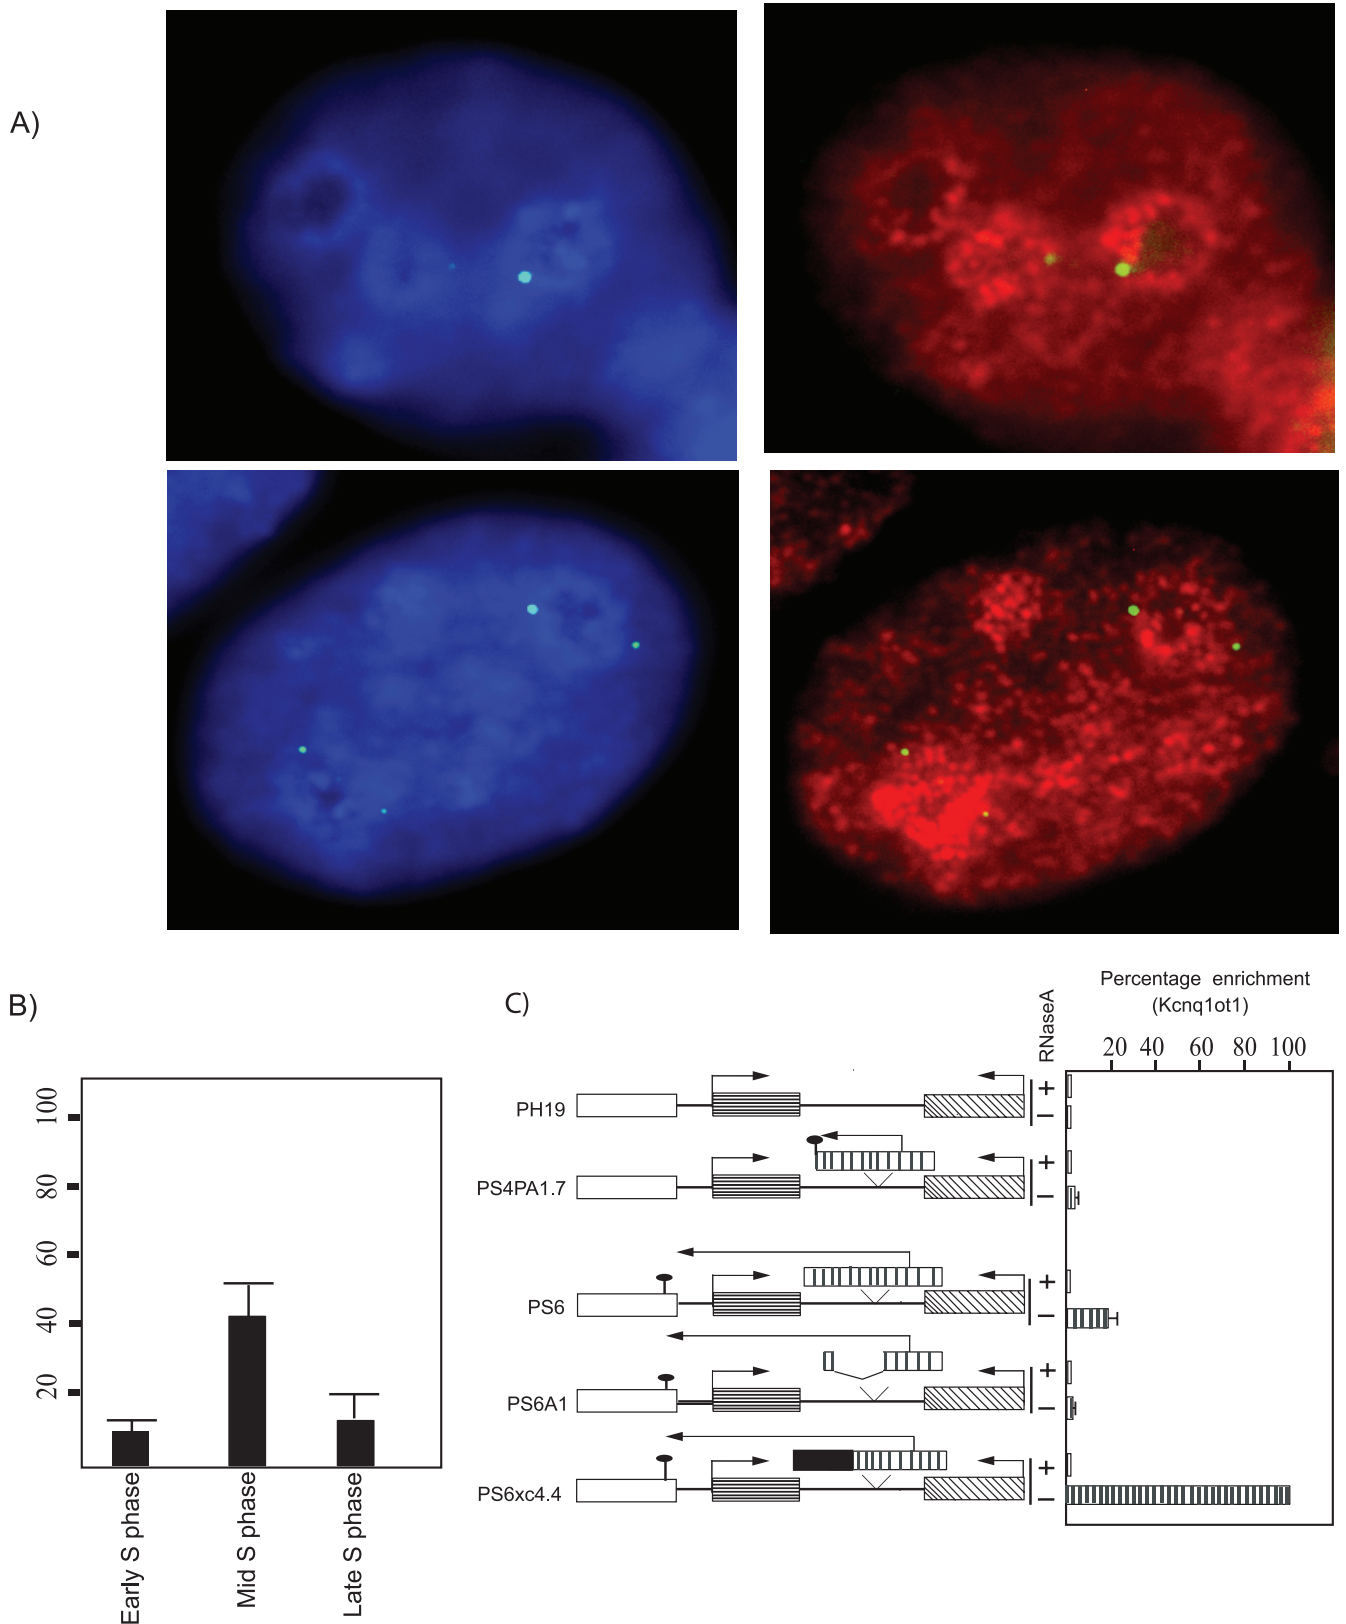 A)
B)
100
80
60
40
20
Early S phase
Mid S phase
Late S phase
C)
RNaseA
Percentage enrichment
(Kcnq1ot1)
20 40 60 80 100
PH19
+
−
PS4PA1.7
+
−
PS6
+
−
PS6A1
+
−
PS6xc4.4
+
−